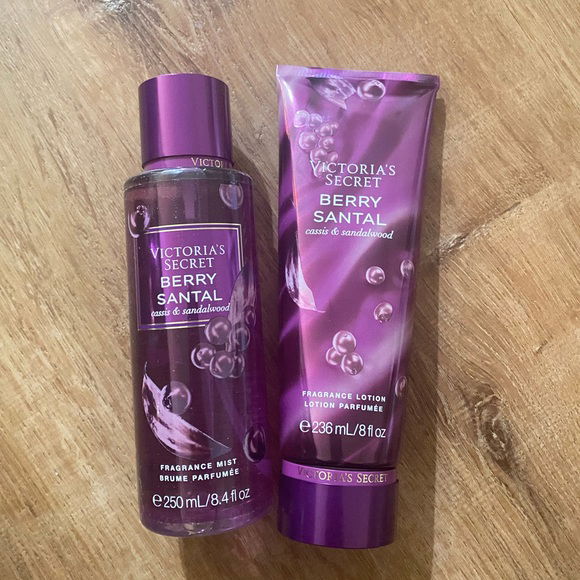 VICTORIA'S
SECRET
BERRY
SANTAL
cassis & sandalwood
FRAGRANCE MIST
BRUME PARFUMÉE
℮250 mL/8.4 fl oz
VICTORIA'S
SECRET
BERRY
SANTAL
cassis & sandalwood
FRAGRANCE LOTION
LOTION PARFUMÉE
℮236 mL/8 fl oz
VICTORIA'S SECRET